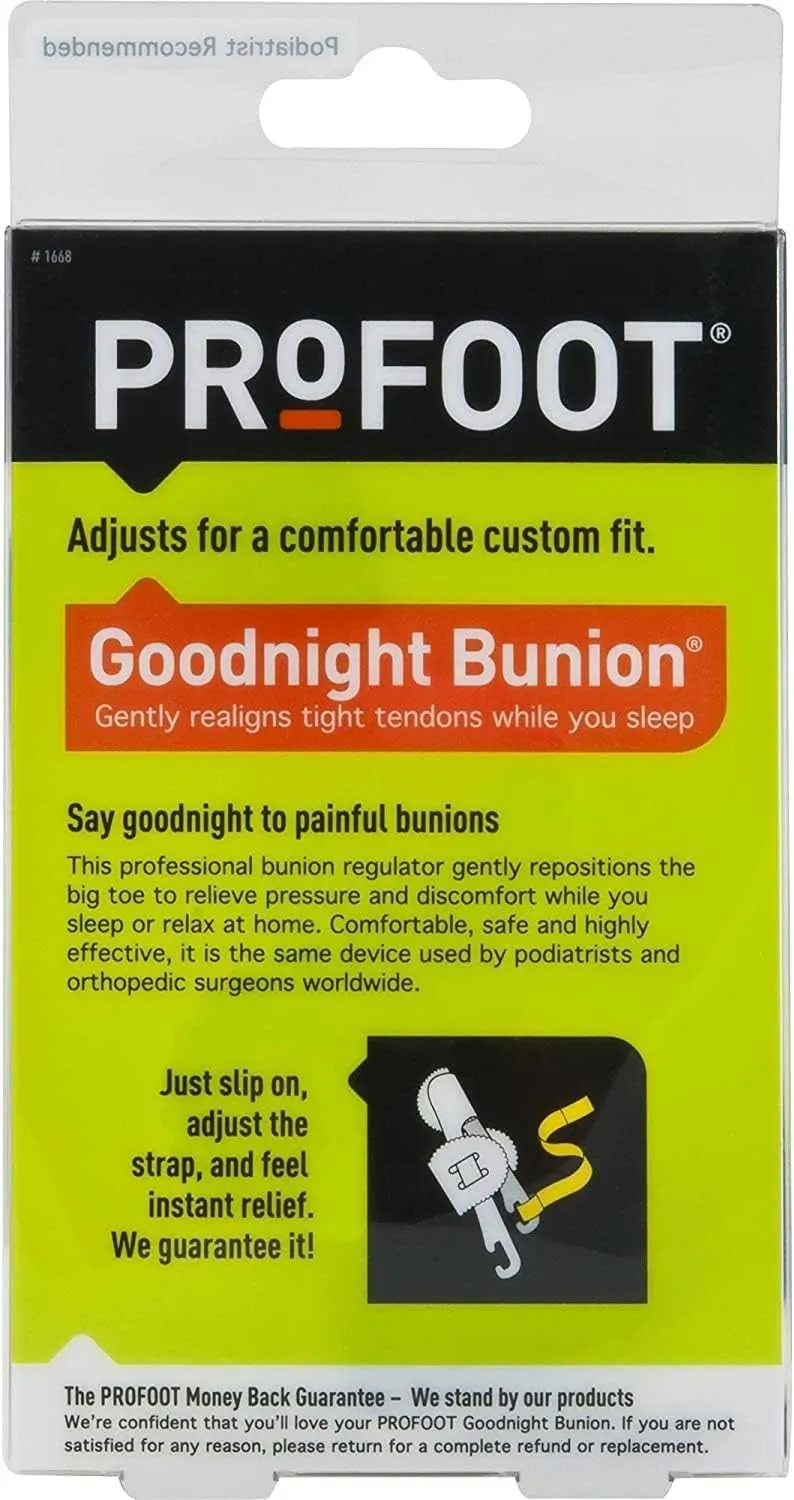 Podiatrist Recommended
# 1668
PROFOOT®
Adjusts for a comfortable custom fit.
Goodnight Bunion®
Gently realigns tight tendons while you sleep
Say goodnight to painful bunions
This professional bunion regulator gently repositions the
big toe to relieve pressure and discomfort while you
sleep or relax at home. Comfortable, safe and highly
effective, it is the same device used by podiatrists and
orthopedic surgeons worldwide.
Just slip on,
adjust the
strap, and feel
instant relief.
We guarantee it!
The PROFOOT Money Back Guarantee – We stand by our products
We're confident that you'll love your PROFOOT Goodnight Bunion. If you are not
satisfied for any reason, please return for a complete refund or replacement.